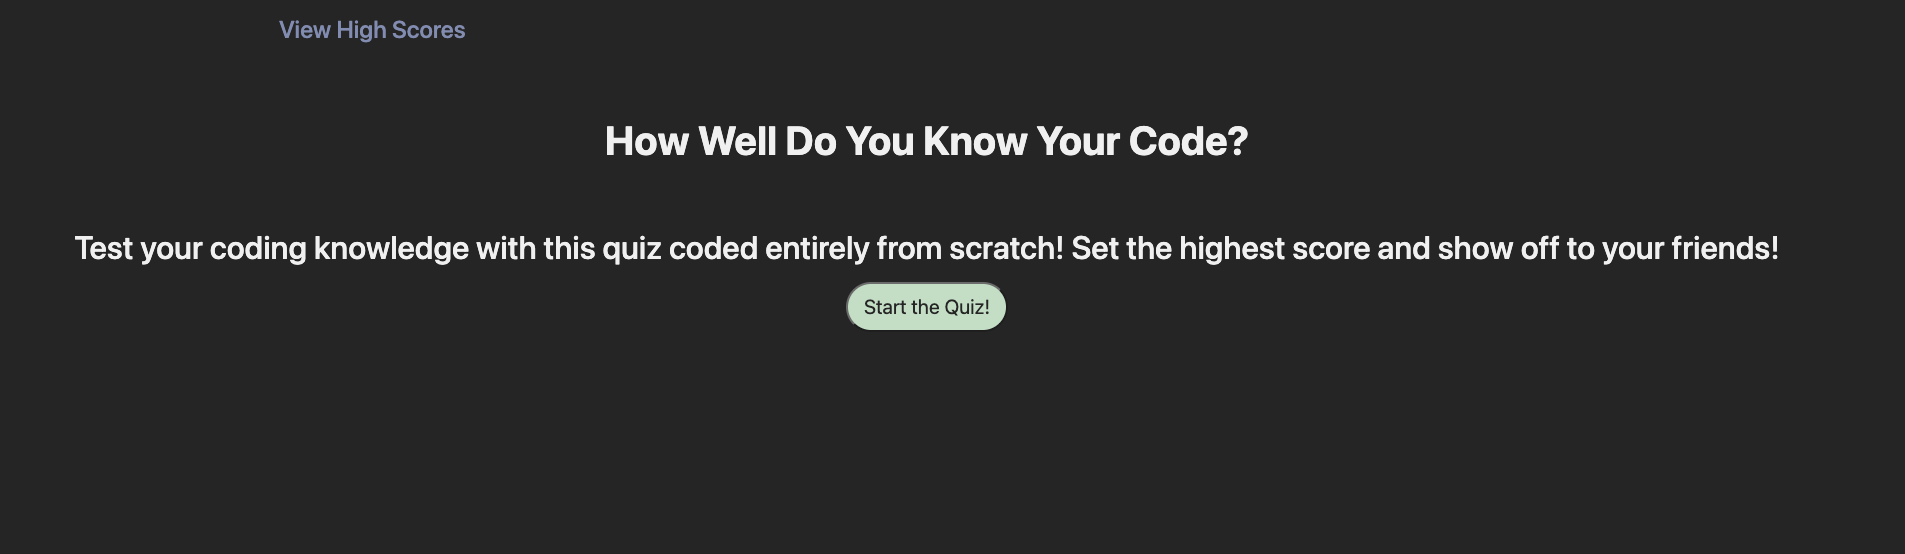 View High Scores
How Well Do You Know Your Code?
Test your coding knowledge with this quiz coded entirely from scratch! Set the highest score and show off to your friends!
Start the Quiz!